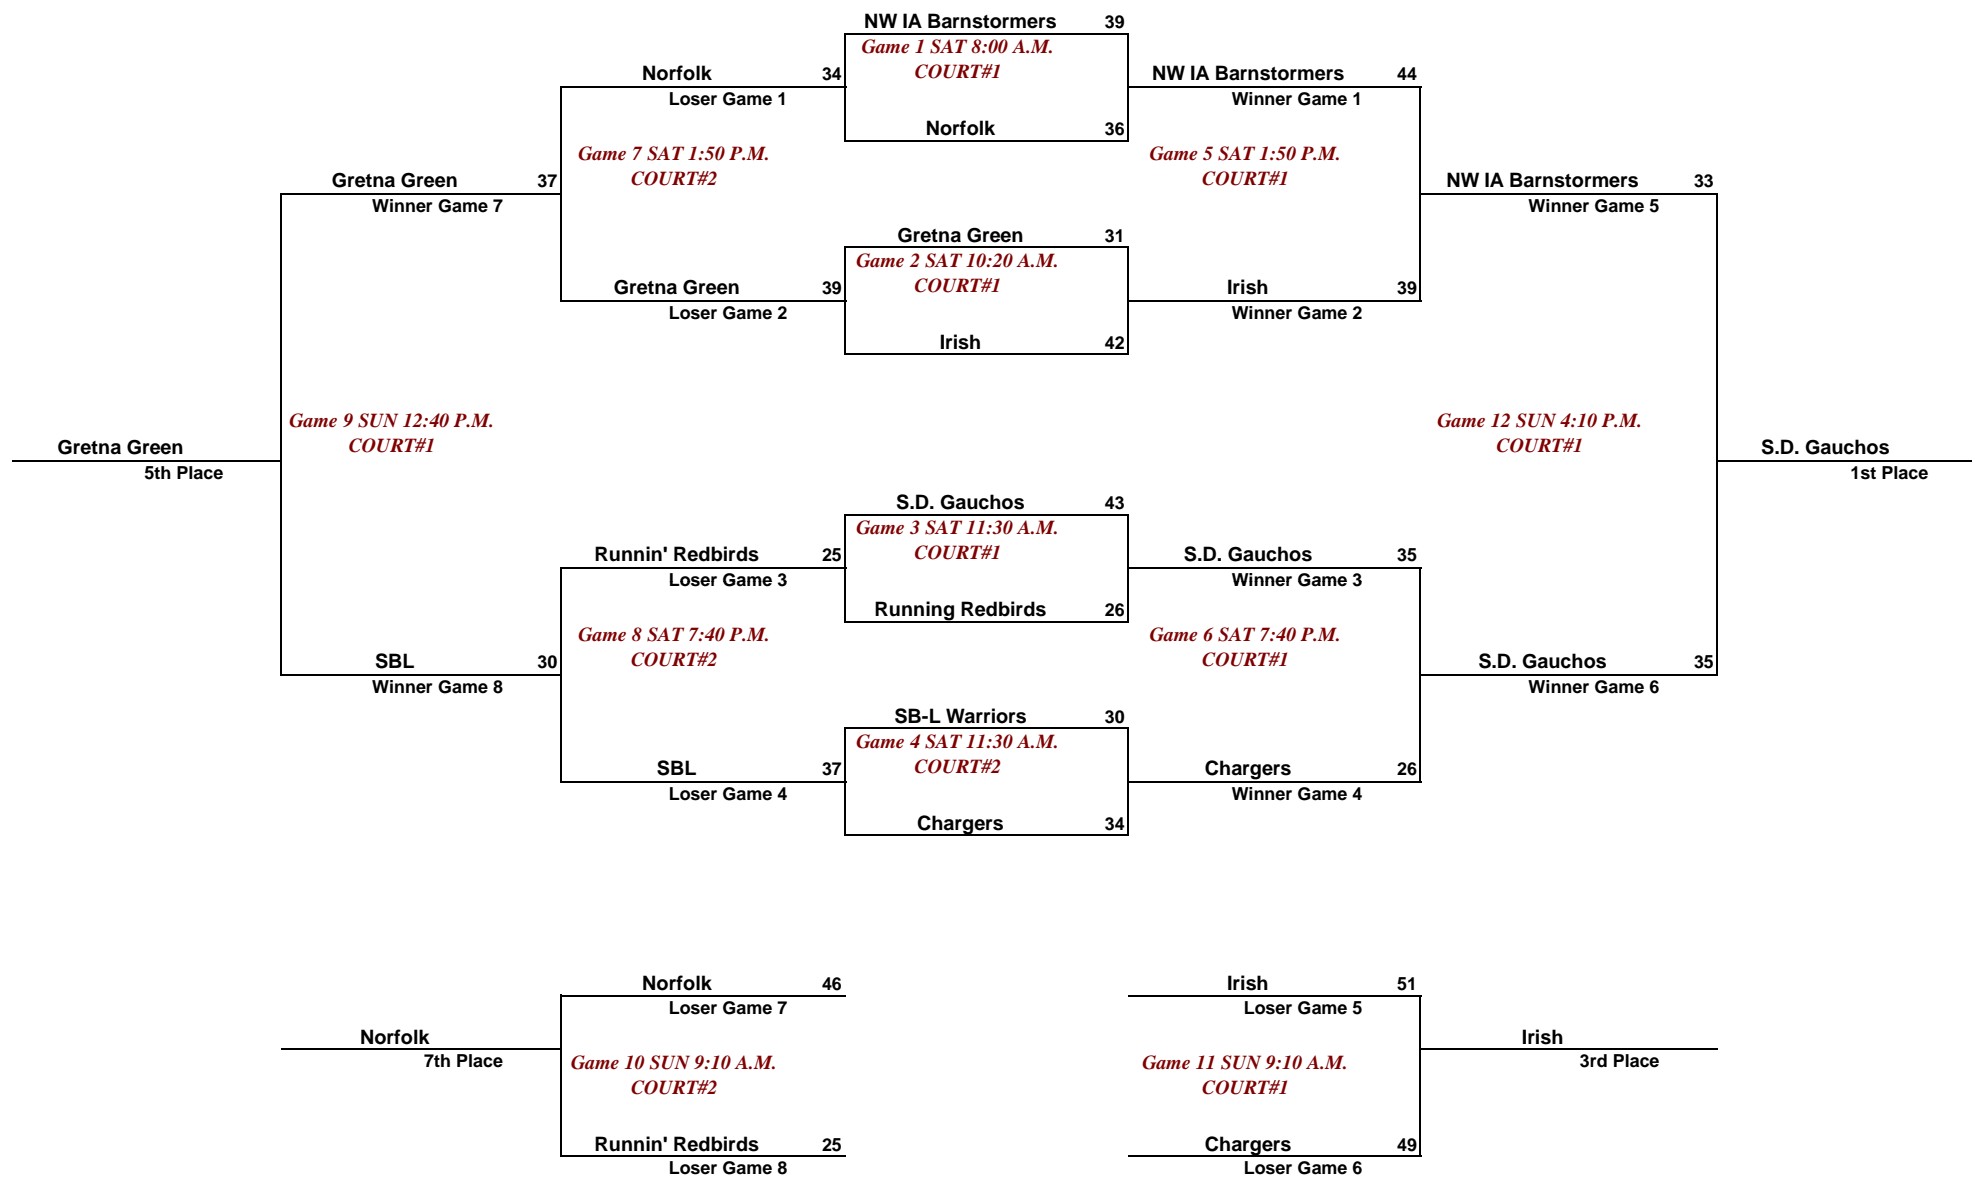 NW IA Barnstormers 39
Game 1 SAT 8:00 A.M.
COURT#1
Norfolk 34
Loser Game 1
NW IA Barnstormers 44
Winner Game 1
Norfolk 36
Game 7 SAT 1:50 P.M.
COURT#2
Game 5 SAT 1:50 P.M.
COURT#1
Gretna Green 37
Winner Game 7
NW IA Barnstormers 33
Winner Game 5
Gretna Green 31
Game 2 SAT 10:20 A.M.
COURT#1
Gretna Green 39
Loser Game 2
Irish 39
Winner Game 2
Irish 42
Game 9 SUN 12:40 P.M.
COURT#1
Game 12 SUN 4:10 P.M.
COURT#1
Gretna Green
5th Place
S.D. Gauchos
1st Place
S.D. Gauchos 43
Game 3 SAT 11:30 A.M.
COURT#1
Runnin' Redbirds 25
Loser Game 3
S.D. Gauchos 35
Winner Game 3
Running Redbirds 26
Game 8 SAT 7:40 P.M.
COURT#2
Game 6 SAT 7:40 P.M.
COURT#1
SBL 30
Winner Game 8
S.D. Gauchos 35
Winner Game 6
SB-L Warriors 30
Game 4 SAT 11:30 A.M.
COURT#2
SBL 37
Loser Game 4
Chargers 26
Winner Game 4
Chargers 34
Norfolk 46
Loser Game 7
Irish 51
Loser Game 5
Norfolk
7th Place
Irish
3rd Place
Game 10 SUN 9:10 A.M.
COURT#2
Game 11 SUN 9:10 A.M.
COURT#1
Runnin' Redbirds 25
Loser Game 8
Chargers 49
Loser Game 6